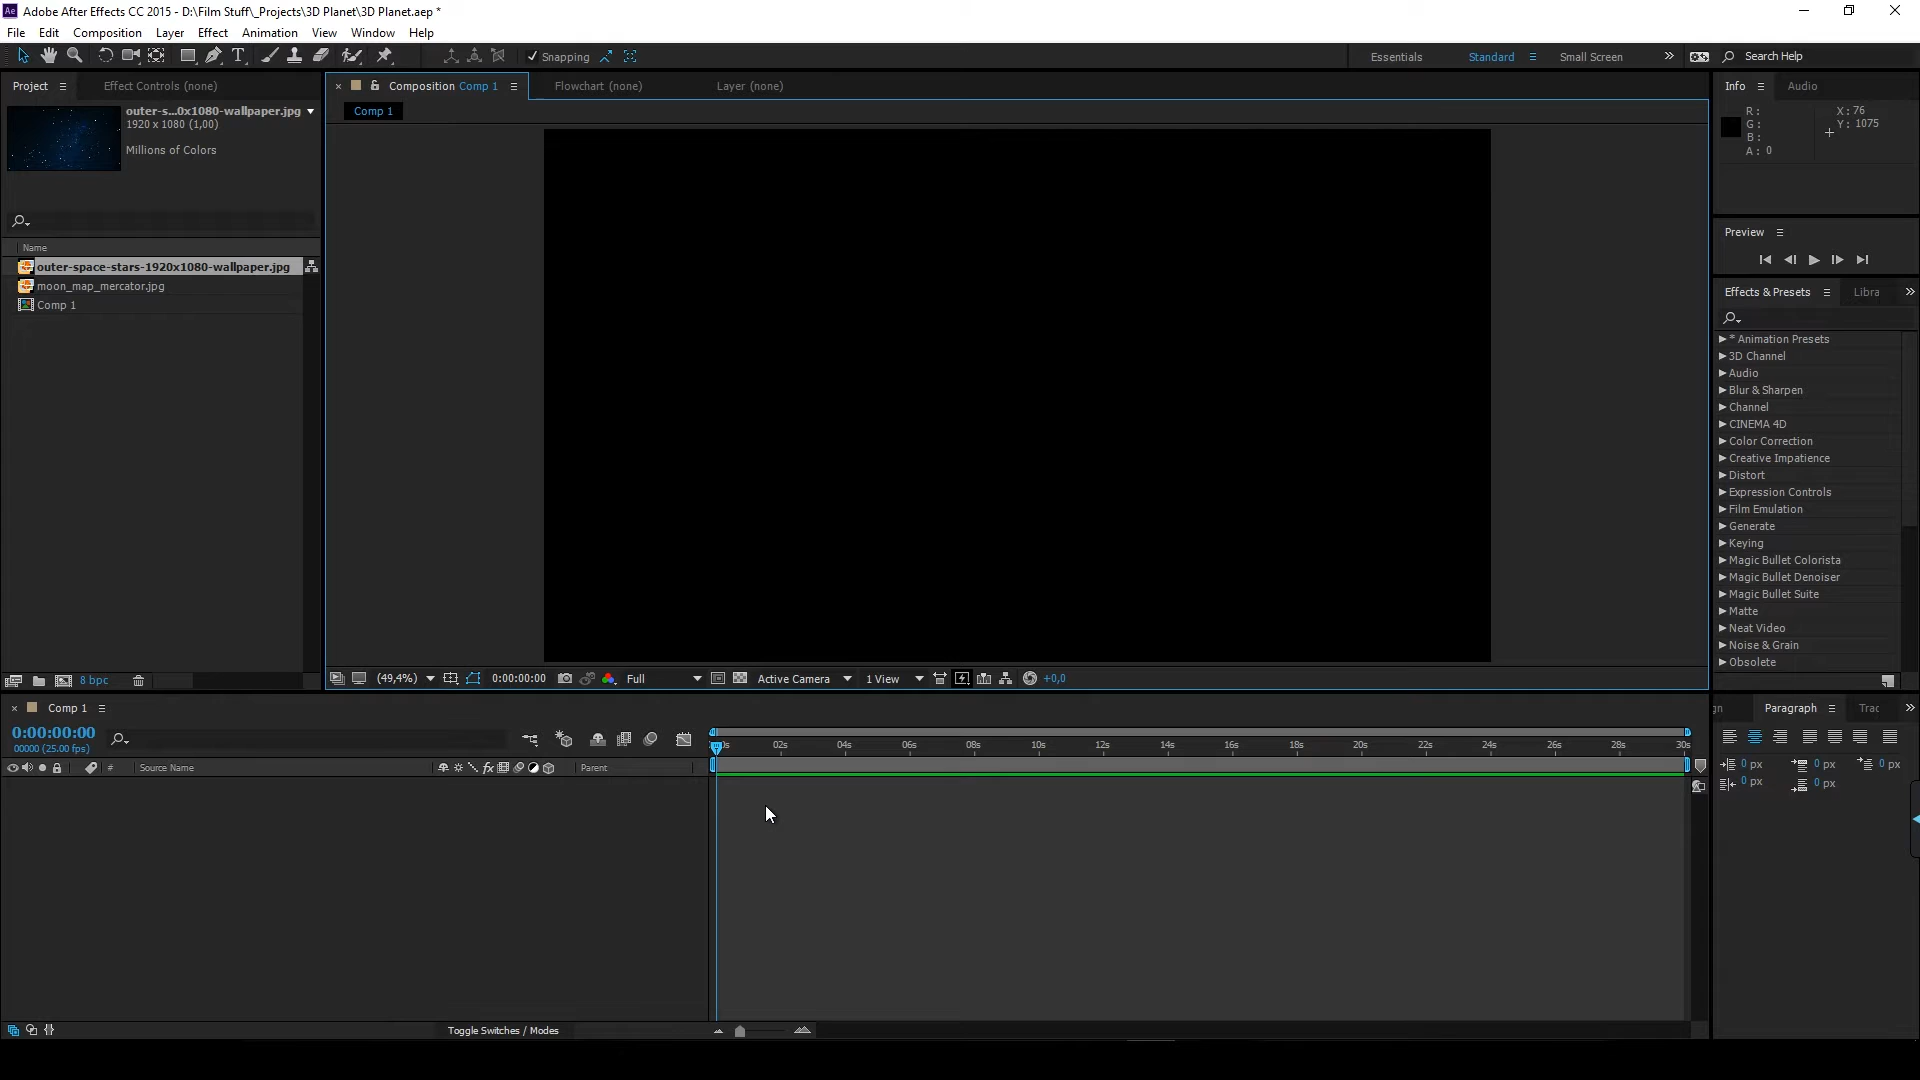 Adobe After Effects CC 2015 - D:\Film Stuff\_Projects\3D Planet\3D Planet.aep *
File Edit Composition Layer Effect Animation View Window Help
Snapping Essentials Standard Small Screen Search Help
Project Effect Controls (none)
outer-s...0x1080-wallpaper.jpg
1920 x 1080 (1,00)
Millions of Colors
Name
outer-space-stars-1920x1080-wallpaper.jpg
moon_map_mercator.jpg
Comp 1
8 bpc
Composition Comp 1 Flowchart (none) Layer (none)
Comp 1
(49,4%) 0:00:00:00 Full Active Camera 1 View +0,0
Info Audio
R: X: 76
G: Y: 1075
B:
A: 0
Preview
Effects & Presets Libra
* Animation Presets
3D Channel
Audio
Blur & Sharpen
Channel
CINEMA 4D
Color Correction
Creative Impatience
Distort
Expression Controls
Film Emulation
Generate
Keying
Magic Bullet Colorista
Magic Bullet Denoiser
Magic Bullet Suite
Matte
Neat Video
Noise & Grain
Obsolete
Comp 1
0:00:00:00
00000 (25.00 fps)
# Source Name fx Parent
02s 04s 06s 08s 10s 12s 14s 16s 18s 20s 22s 24s 26s 28s 30s
Toggle Switches / Modes
gn Paragraph Trac
0 px 0 px 0 px
0 px 0 px